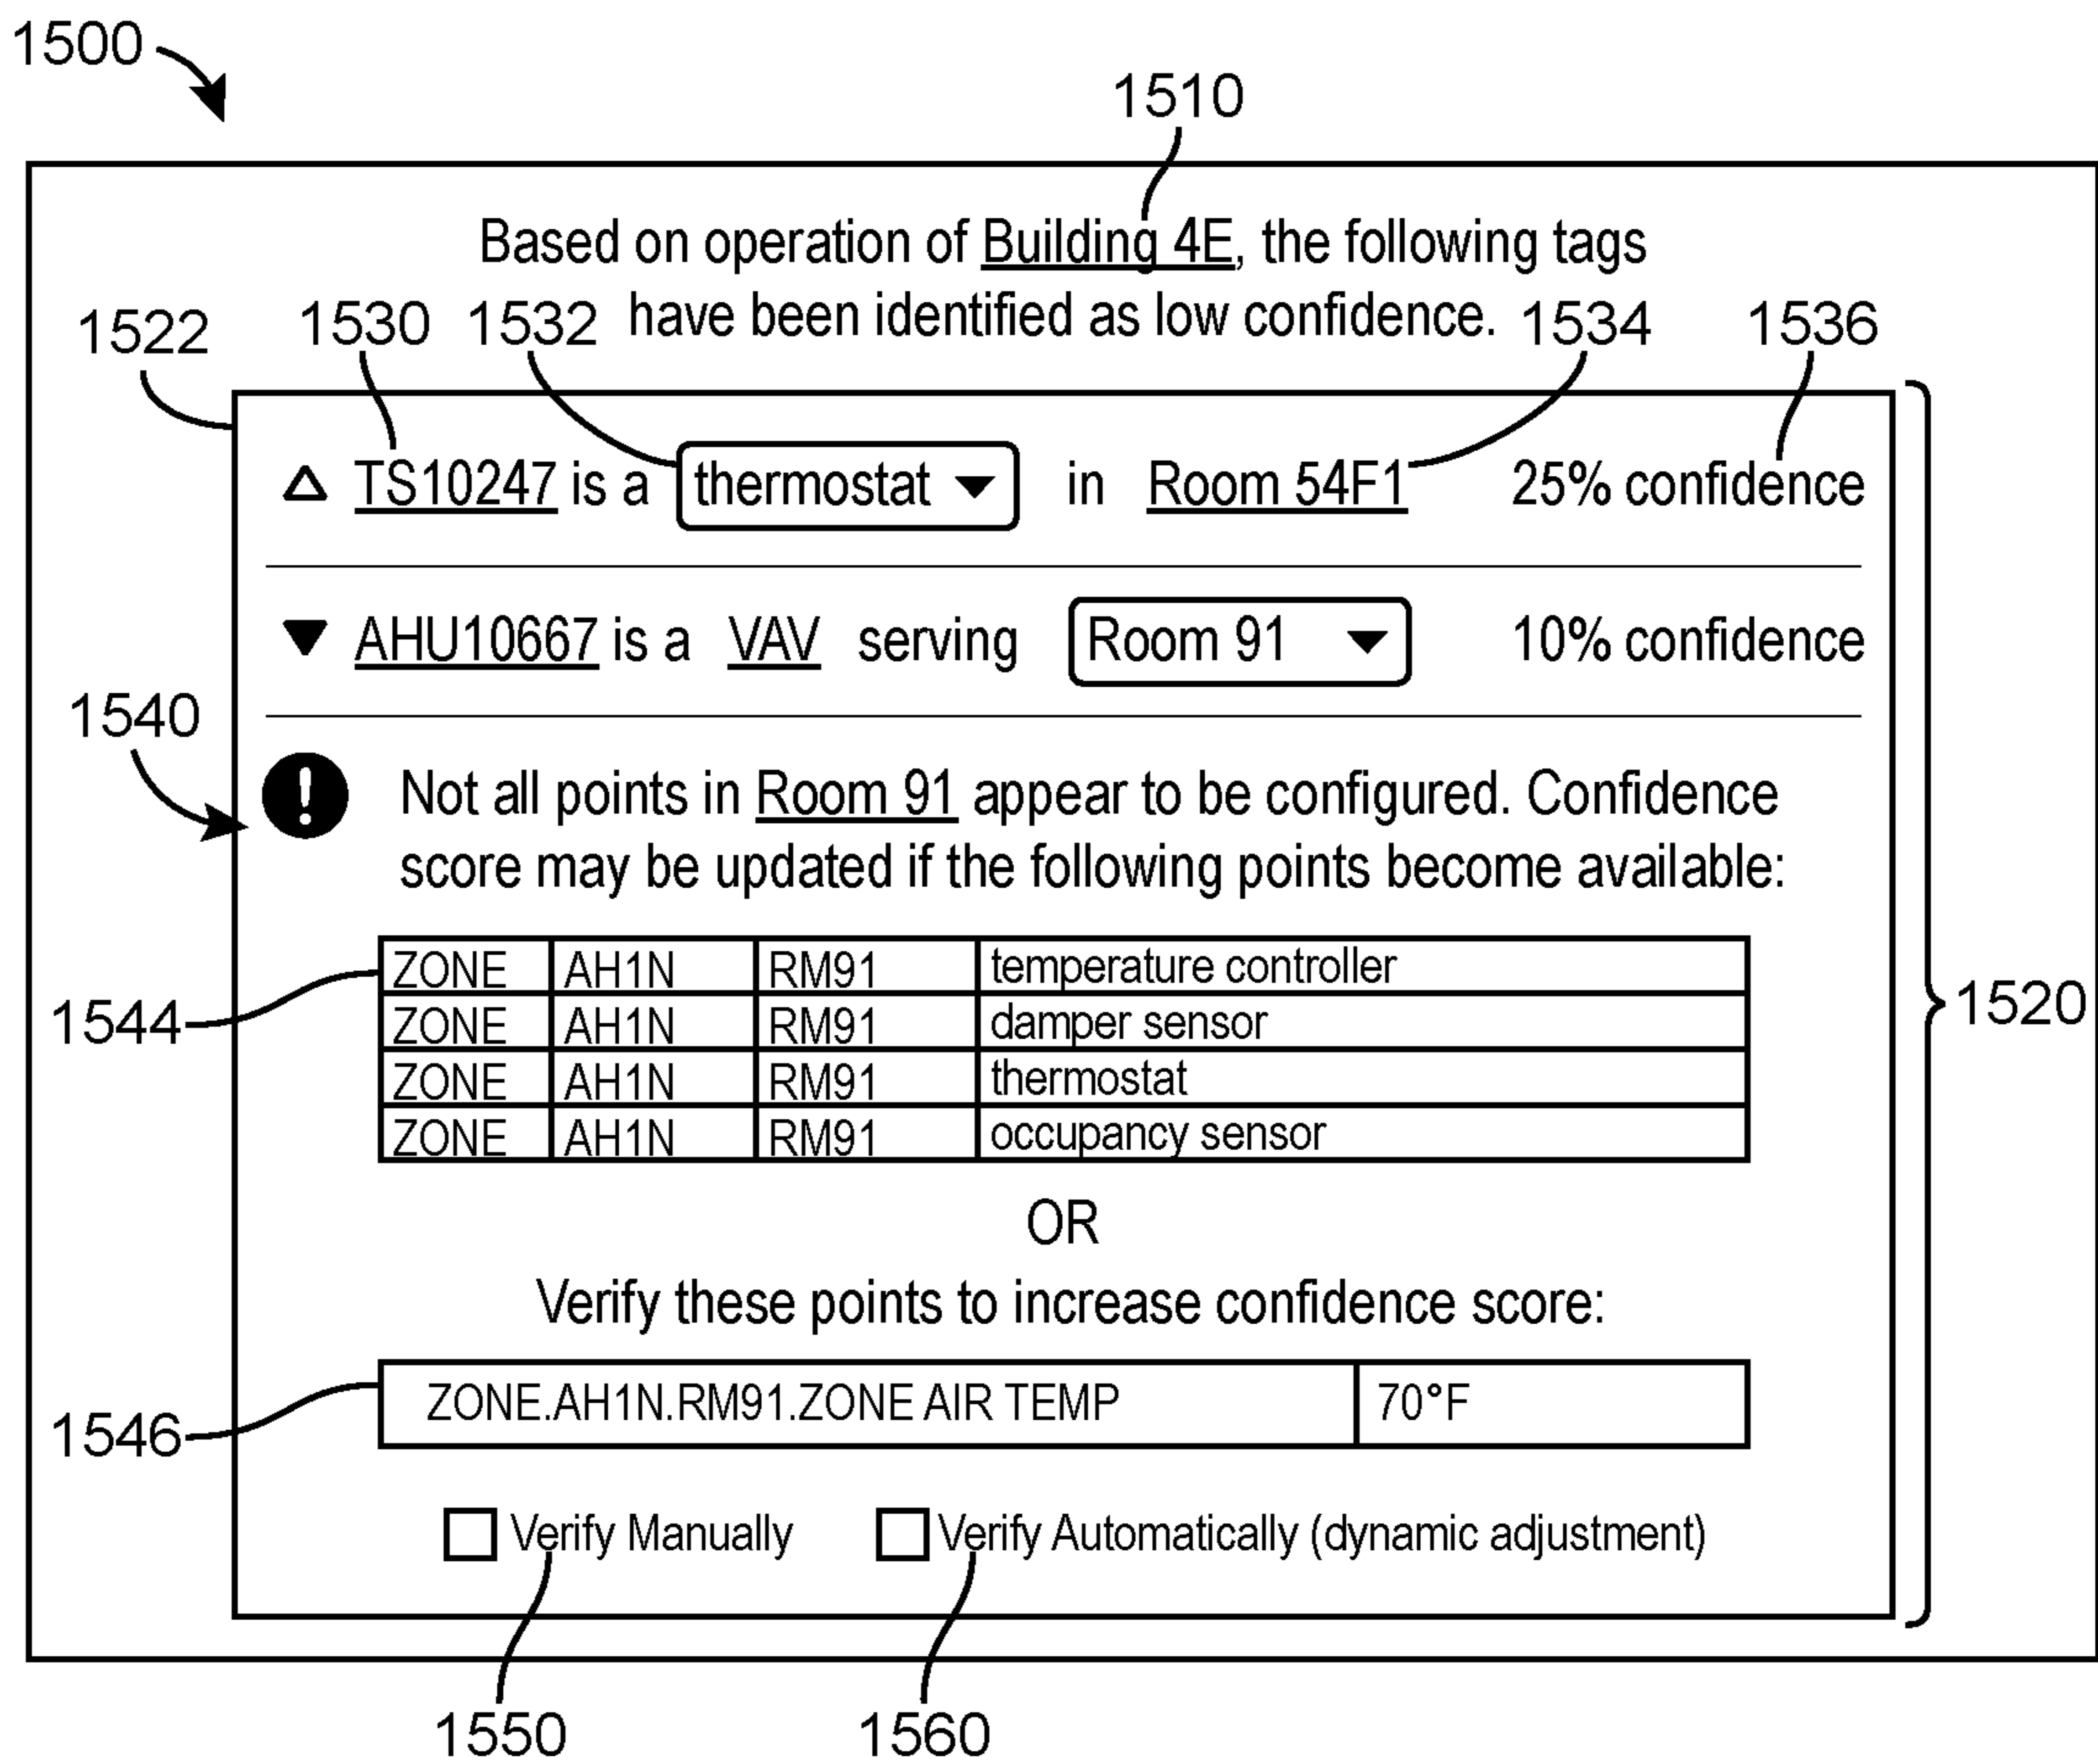 1500
1510
Based on operation of Building 4E, the following tags
have been identified as low confidence.
1522
1530
1532
1534
1536
TS10247 is a thermostat in Room 54F1 25% confidence
AHU10667 is a VAV serving Room 91 10% confidence
1540
! Not all points in Room 91 appear to be configured. Confidence
score may be updated if the following points become available:
ZONE AH1N RM91 temperature controller
ZONE AH1N RM91 damper sensor
ZONE AH1N RM91 thermostat
ZONE AH1N RM91 occupancy sensor
1544
1520
OR
Verify these points to increase confidence score:
ZONE.AH1N.RM91.ZONE AIR TEMP 70°F
1546
Verify Manually Verify Automatically (dynamic adjustment)
1550
1560